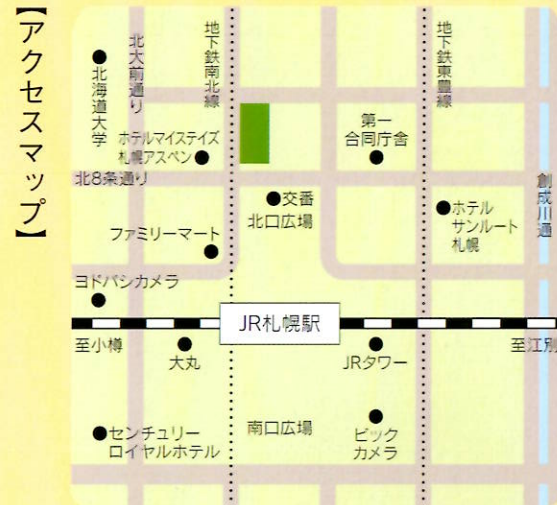 【アクセスマップ】
北海道大学
北大前通り
地下鉄南北線
地下鉄東豊線
ホテルマイステイズ
札幌アスペン
第一
合同庁舎
北8条通り
交番
北口広場
創成川通
ホテル
サンルート
札幌
ファミリーマート
ヨドバシカメラ
JR札幌駅
至小樽
大丸
JRタワー
至江別
センチュリー
ロイヤルホテル
南口広場
ビック
カメラ